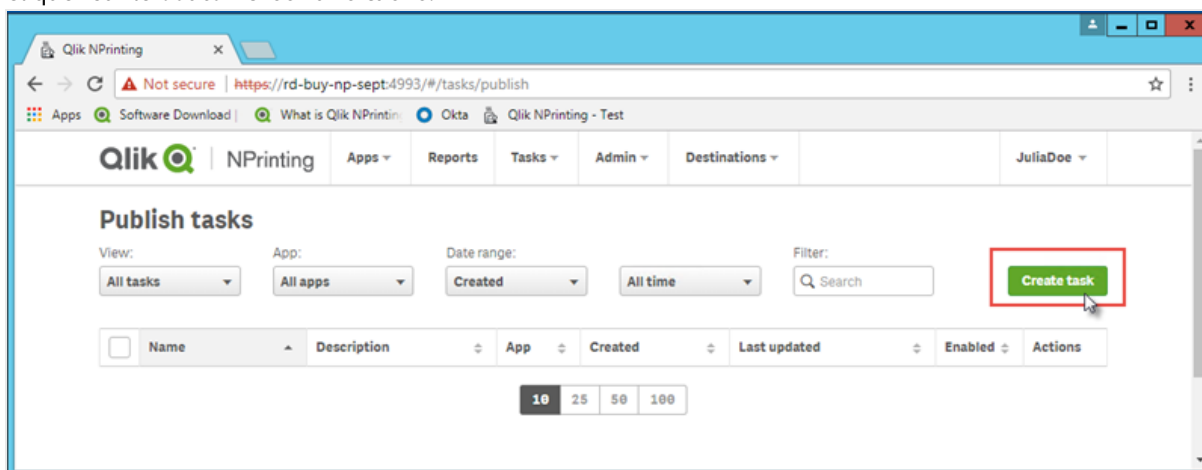 Qlik NPrinting
Not secure | https://rd-buy-np-sept:4993/#/tasks/publish
Apps Software Download | What is Qlik NPrintin Okta Qlik NPrinting - Test
Qlik NPrinting Apps Reports Tasks Admin Destinations JuliaDoe
Publish tasks
View: App: Date range: Filter:
All tasks All apps Created All time Search Create task
Name Description App Created Last updated Enabled Actions
10 25 50 100